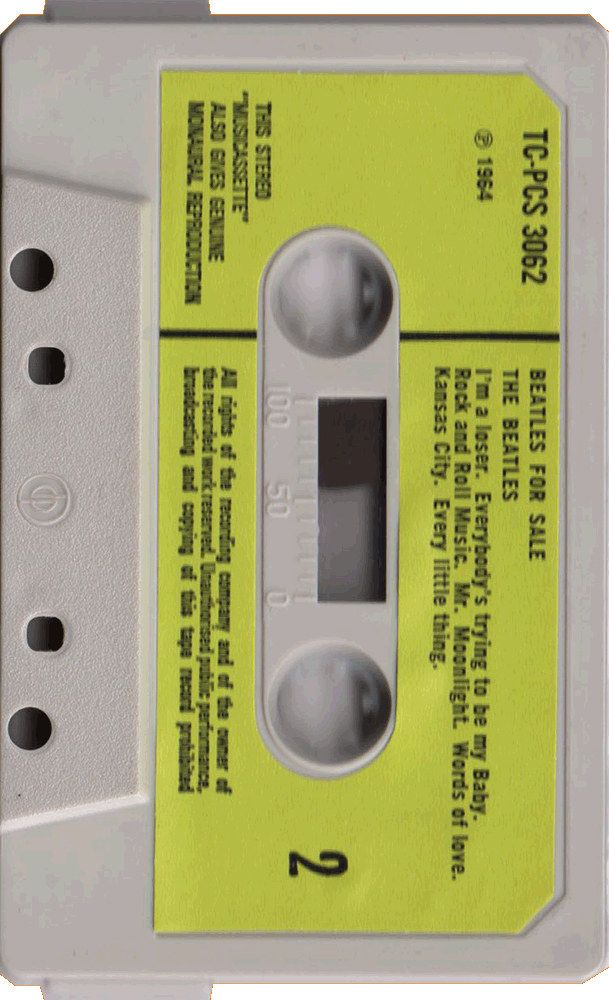 TC-PCS 3062
Ⓟ 1964
BEATLES FOR SALE
THE BEATLES
I'm a loser. Everybody's trying to be my Baby.
Rock and Roll Music. Mr. Moonlight. Words of love.
Kansas City. Every little thing.
100 50 0
2
THIS STEREO
"MUSICASSETTE"
ALSO GIVES GENUINE
MONAURAL REPRODUCTION
All rights of the recording company and of the owner of
the recorded work reserved. Unauthorised public performance,
broadcasting and copying of this tape record prohibited